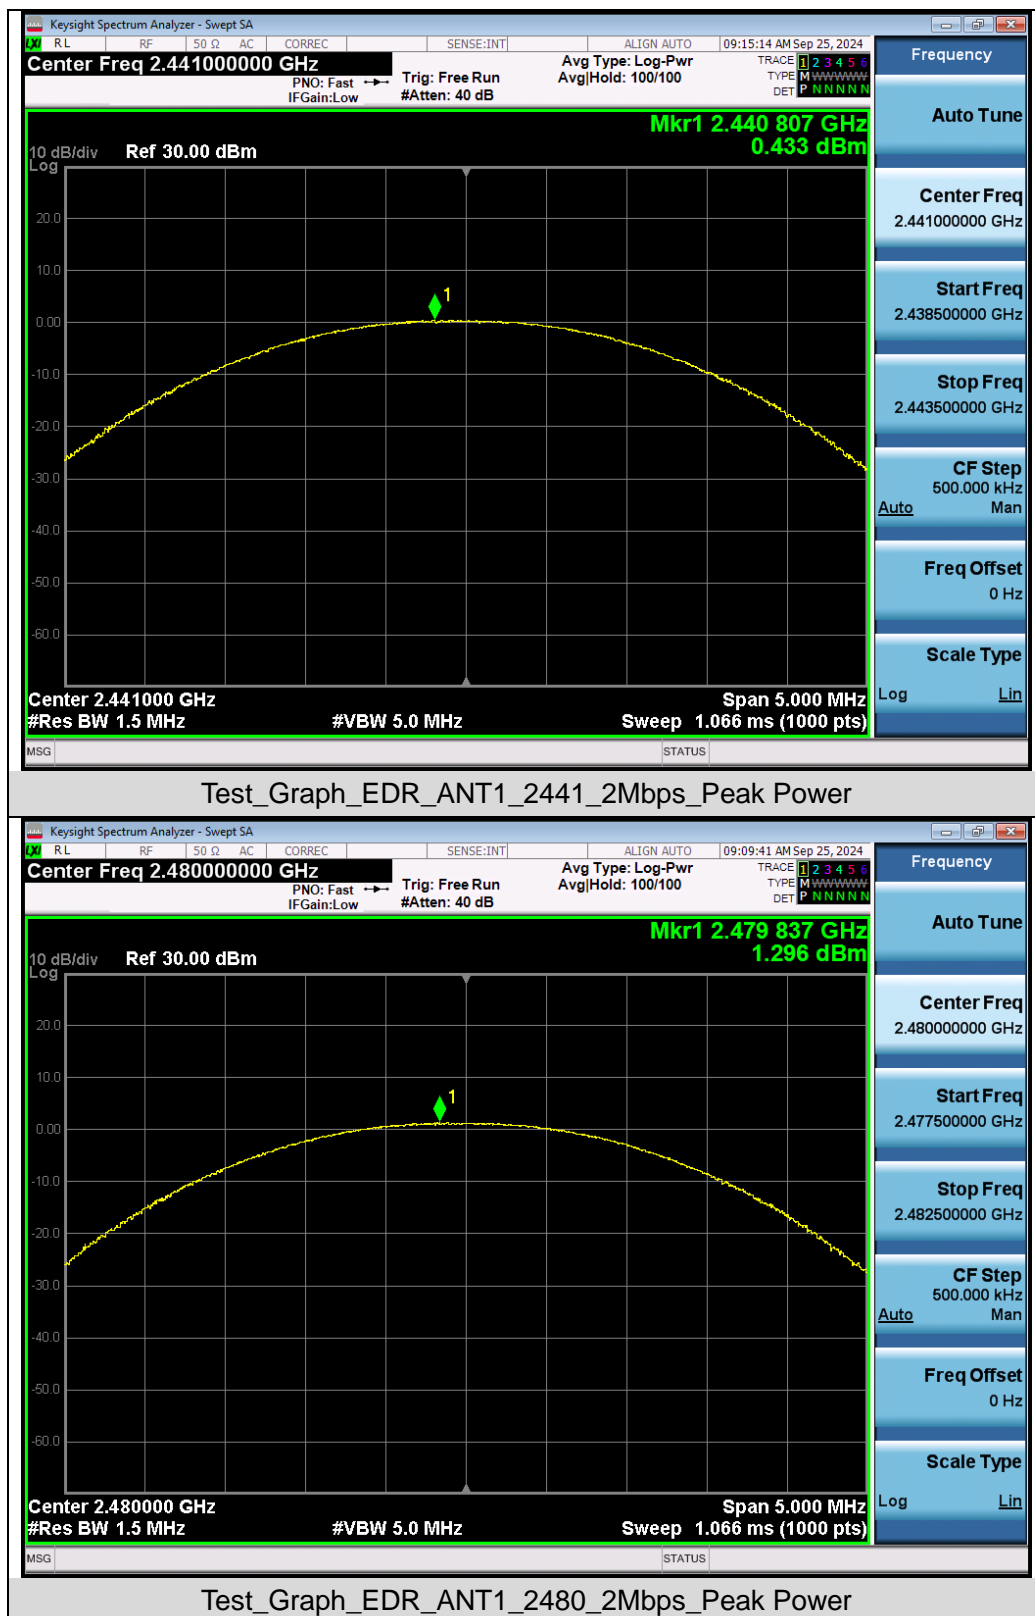 Keysight Spectrum Analyzer - Swept SA
LXI RL RF 50 Ω AC CORREC SENSE:INT ALIGN AUTO 09:15:14 AM Sep 25, 2024
Center Freq 2.441000000 GHz
PNO: Fast
IFGain:Low
Trig: Free Run
#Atten: 40 dB
Avg Type: Log-Pwr
Avg|Hold: 100/100
TRACE 1 2 3 4 5 6
TYPE M WWWWW
DET P N N N N N
Mkr1 2.440 807 GHz
0.433 dBm
10 dB/div Ref 30.00 dBm
Log
20.0
10.0
1
0.00
-10.0
-20.0
-30.0
-40.0
-50.0
-60.0
Center 2.441000 GHz Span 5.000 MHz
#Res BW 1.5 MHz #VBW 5.0 MHz Sweep 1.066 ms (1000 pts)
MSG STATUS
Frequency
Auto Tune
Center Freq
2.441000000 GHz
Start Freq
2.438500000 GHz
Stop Freq
2.443500000 GHz
CF Step
500.000 kHz
Auto Man
Freq Offset
0 Hz
Scale Type
Log Lin
Test_Graph_EDR_ANT1_2441_2Mbps_Peak Power
Keysight Spectrum Analyzer - Swept SA
LXI RL RF 50 Ω AC CORREC SENSE:INT ALIGN AUTO 09:09:41 AM Sep 25, 2024
Center Freq 2.480000000 GHz
PNO: Fast
IFGain:Low
Trig: Free Run
#Atten: 40 dB
Avg Type: Log-Pwr
Avg|Hold: 100/100
TRACE 1 2 3 4 5 6
TYPE M WWWWW
DET P N N N N N
Mkr1 2.479 837 GHz
1.296 dBm
10 dB/div Ref 30.00 dBm
Log
20.0
10.0
1
0.00
-10.0
-20.0
-30.0
-40.0
-50.0
-60.0
Center 2.480000 GHz Span 5.000 MHz
#Res BW 1.5 MHz #VBW 5.0 MHz Sweep 1.066 ms (1000 pts)
MSG STATUS
Frequency
Auto Tune
Center Freq
2.480000000 GHz
Start Freq
2.477500000 GHz
Stop Freq
2.482500000 GHz
CF Step
500.000 kHz
Auto Man
Freq Offset
0 Hz
Scale Type
Log Lin
Test_Graph_EDR_ANT1_2480_2Mbps_Peak Power